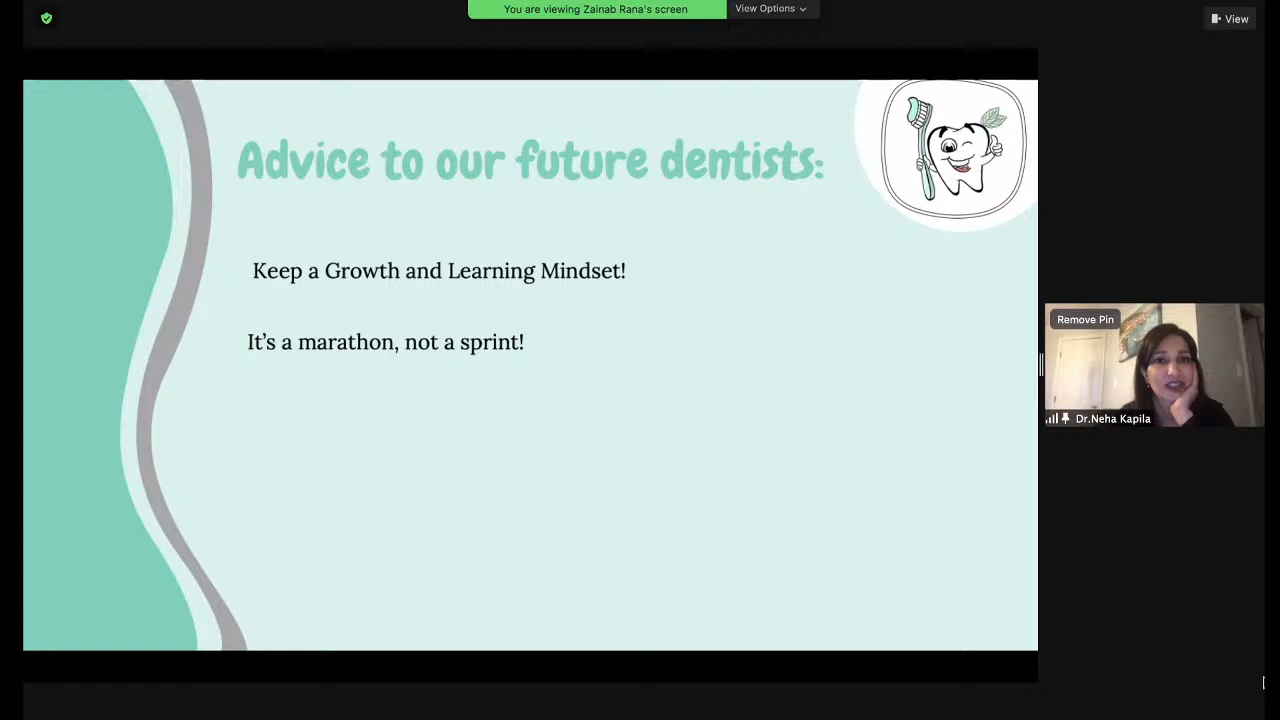 You are viewing Zainab Rana's screen
View Options
View
Advice to our future dentists:
Keep a Growth and Learning Mindset!
It's a marathon, not a sprint!
Remove Pin
Dr.Neha Kapila